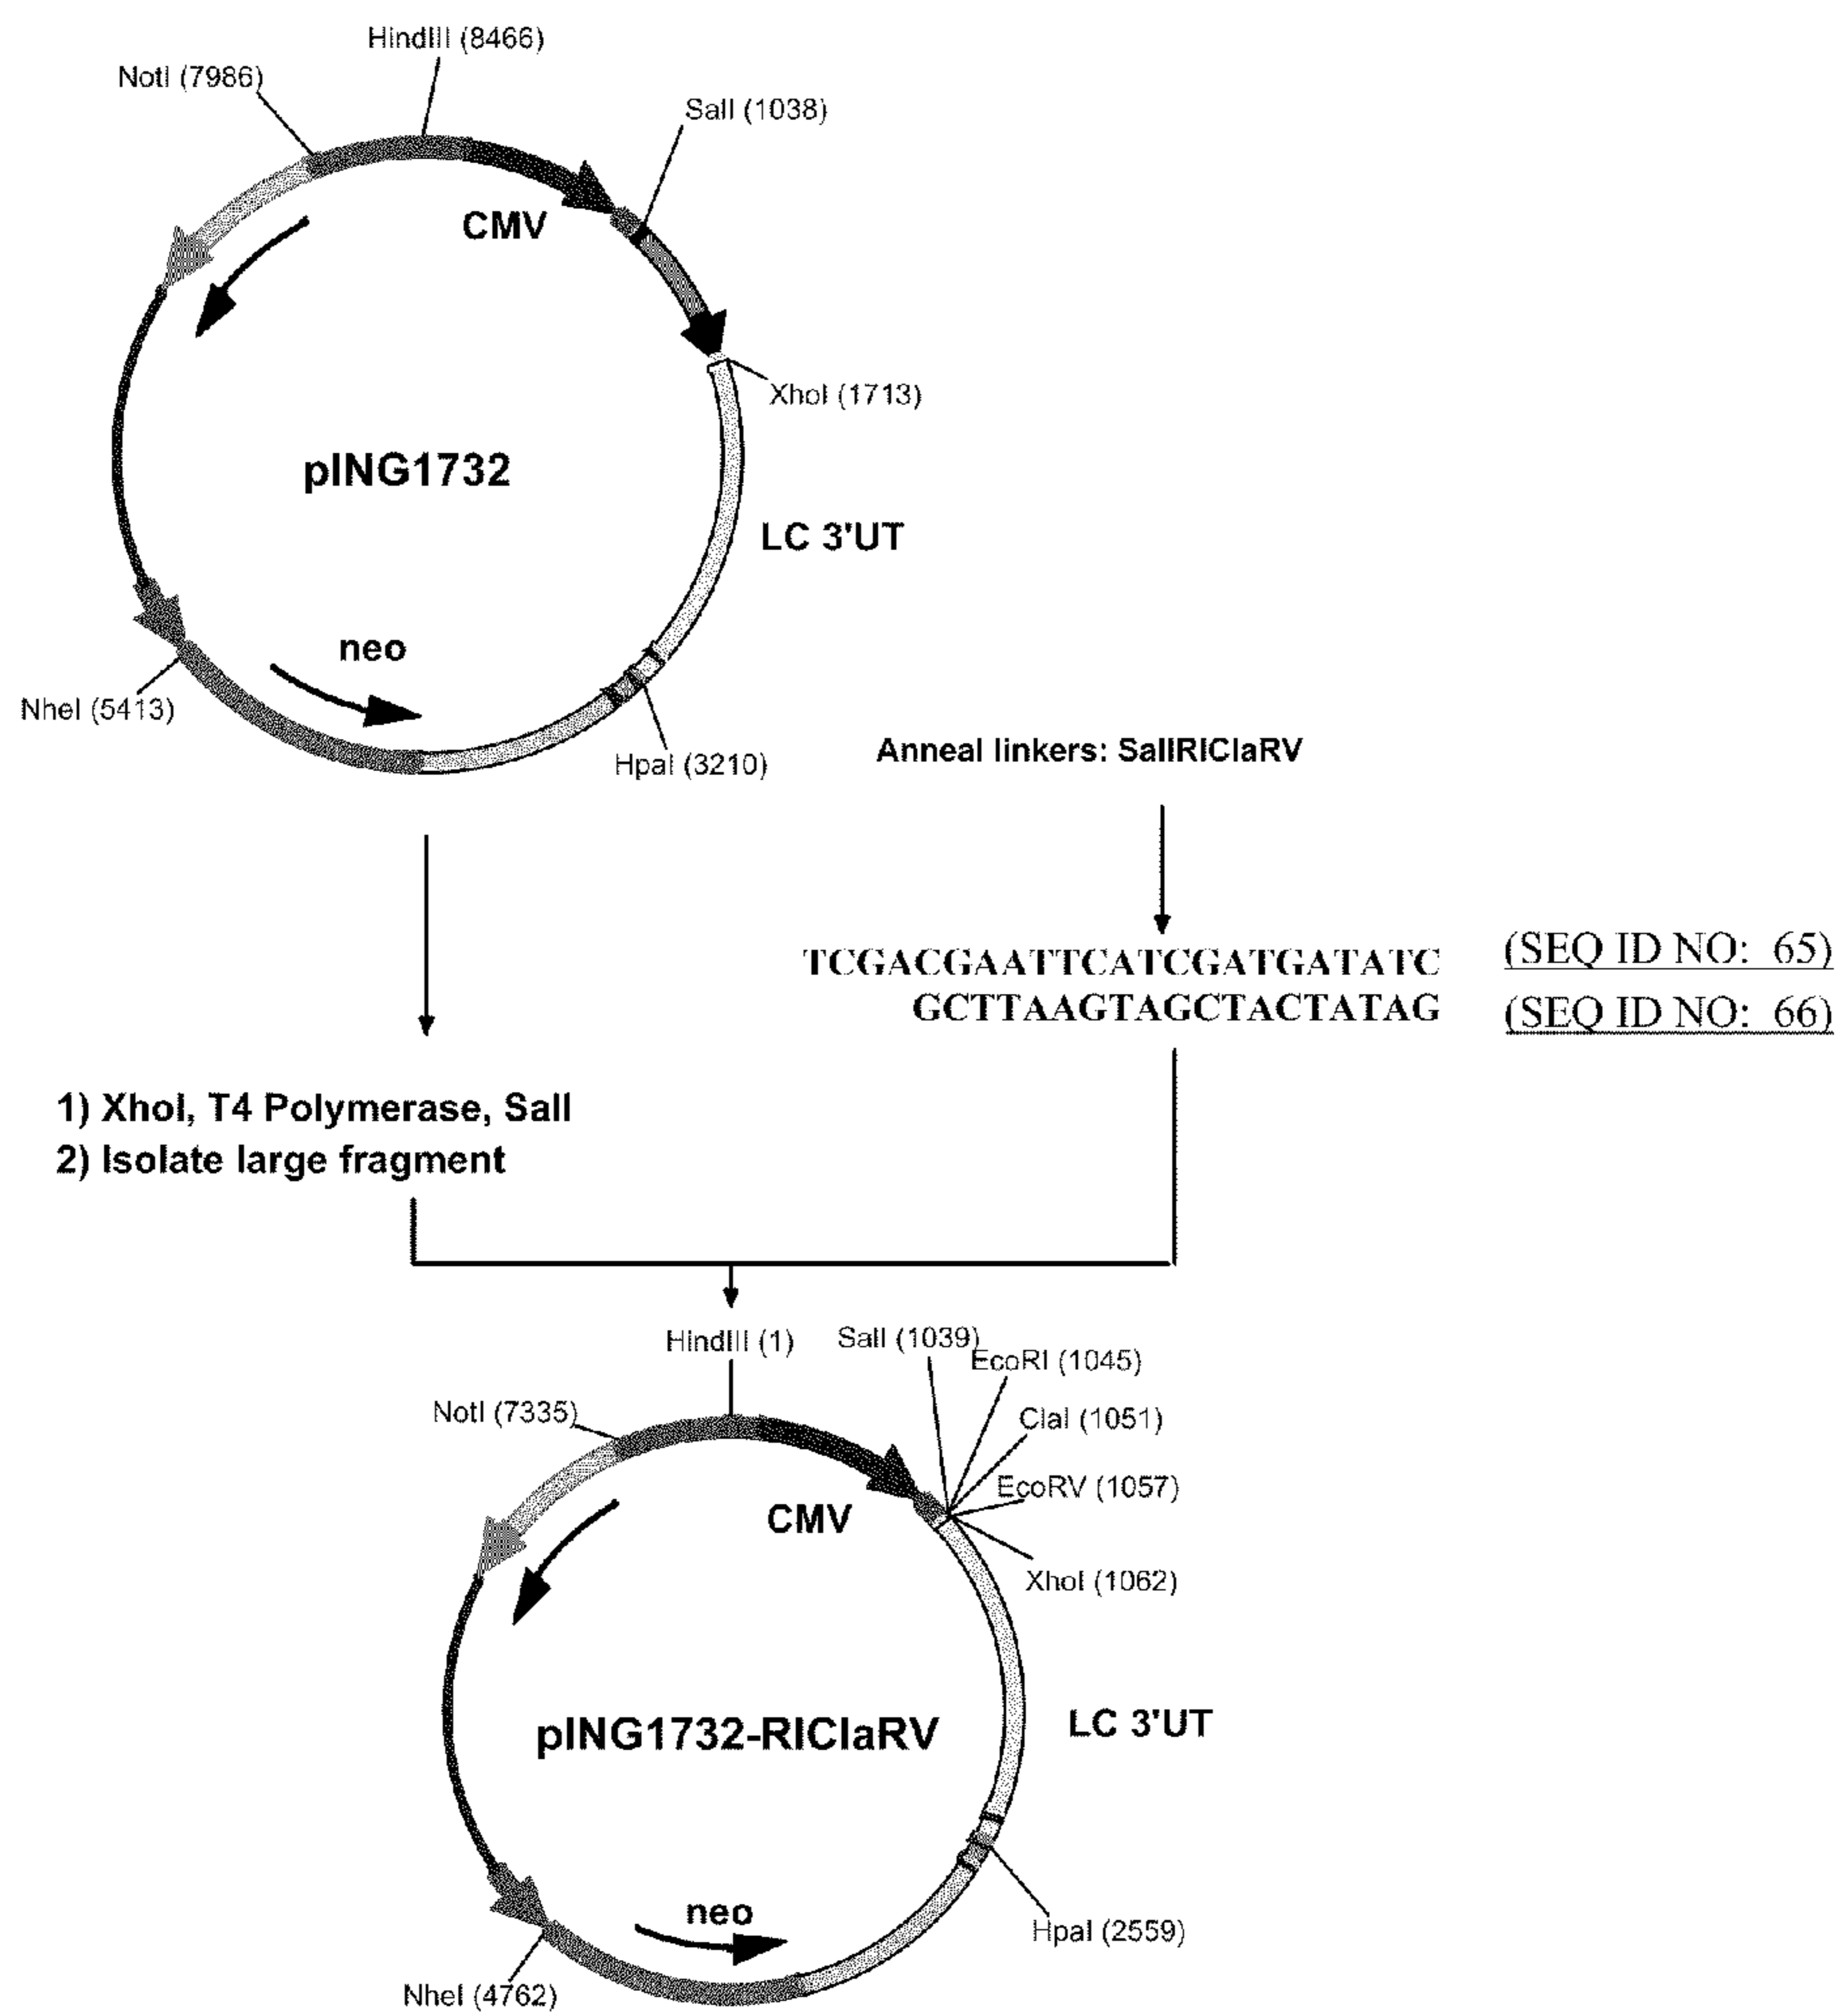 HindIII (8466)
NotI (7986)
SalI (1038)
CMV
XhoI (1713)
pING1732
LC 3'UT
neo
NheI (5413)
HpaI (3210)
Anneal linkers: SalIRIClaRV
TCGACGAATTCATCGATGATATC (SEQ ID NO: 65)
GCTTAAGTAGCTACTATAG (SEQ ID NO: 66)
1) XhoI, T4 Polymerase, SalI
2) Isolate large fragment
HindIII (1)
SalI (1039)
EcoRI (1045)
NotI (7335)
ClaI (1051)
EcoRV (1057)
CMV
XhoI (1062)
pING1732-RIClaRV
LC 3'UT
neo
HpaI (2559)
NheI (4762)